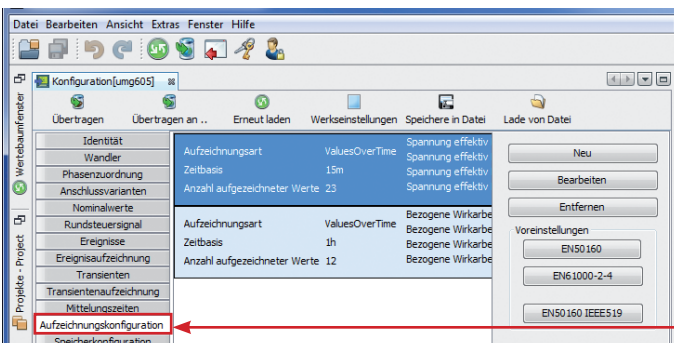 Datei Bearbeiten Ansicht Extras Fenster Hilfe
Konfiguration[umg605]
Übertragen Übertragen an .. Erneut laden Werkseinstellungen Speichere in Datei Lade von Datei
Wertebaumfenster
Projekte - Project
Identität
Wandler
Phasenzuordnung
Anschlussvarianten
Nominalwerte
Rundsteuersignal
Ereignisse
Ereignisaufzeichnung
Transienten
Transientenaufzeichnung
Mittelungszeiten
Aufzeichnungskonfiguration
Speicherkonfiguration
Aufzeichnungsart ValuesOverTime
Zeitbasis 15m
Anzahl aufgezeichneter Werte 23
Spannung effektiv
Spannung effektiv
Spannung effektiv
Spannung effektiv
Aufzeichnungsart ValuesOverTime
Zeitbasis 1h
Anzahl aufgezeichneter Werte 12
Bezogene Wirkarbe
Bezogene Wirkarbe
Bezogene Wirkarbe
Bezogene Wirkarbe
Neu
Bearbeiten
Entfernen
Voreinstellungen
EN50160
EN61000-2-4
EN50160 IEEE519